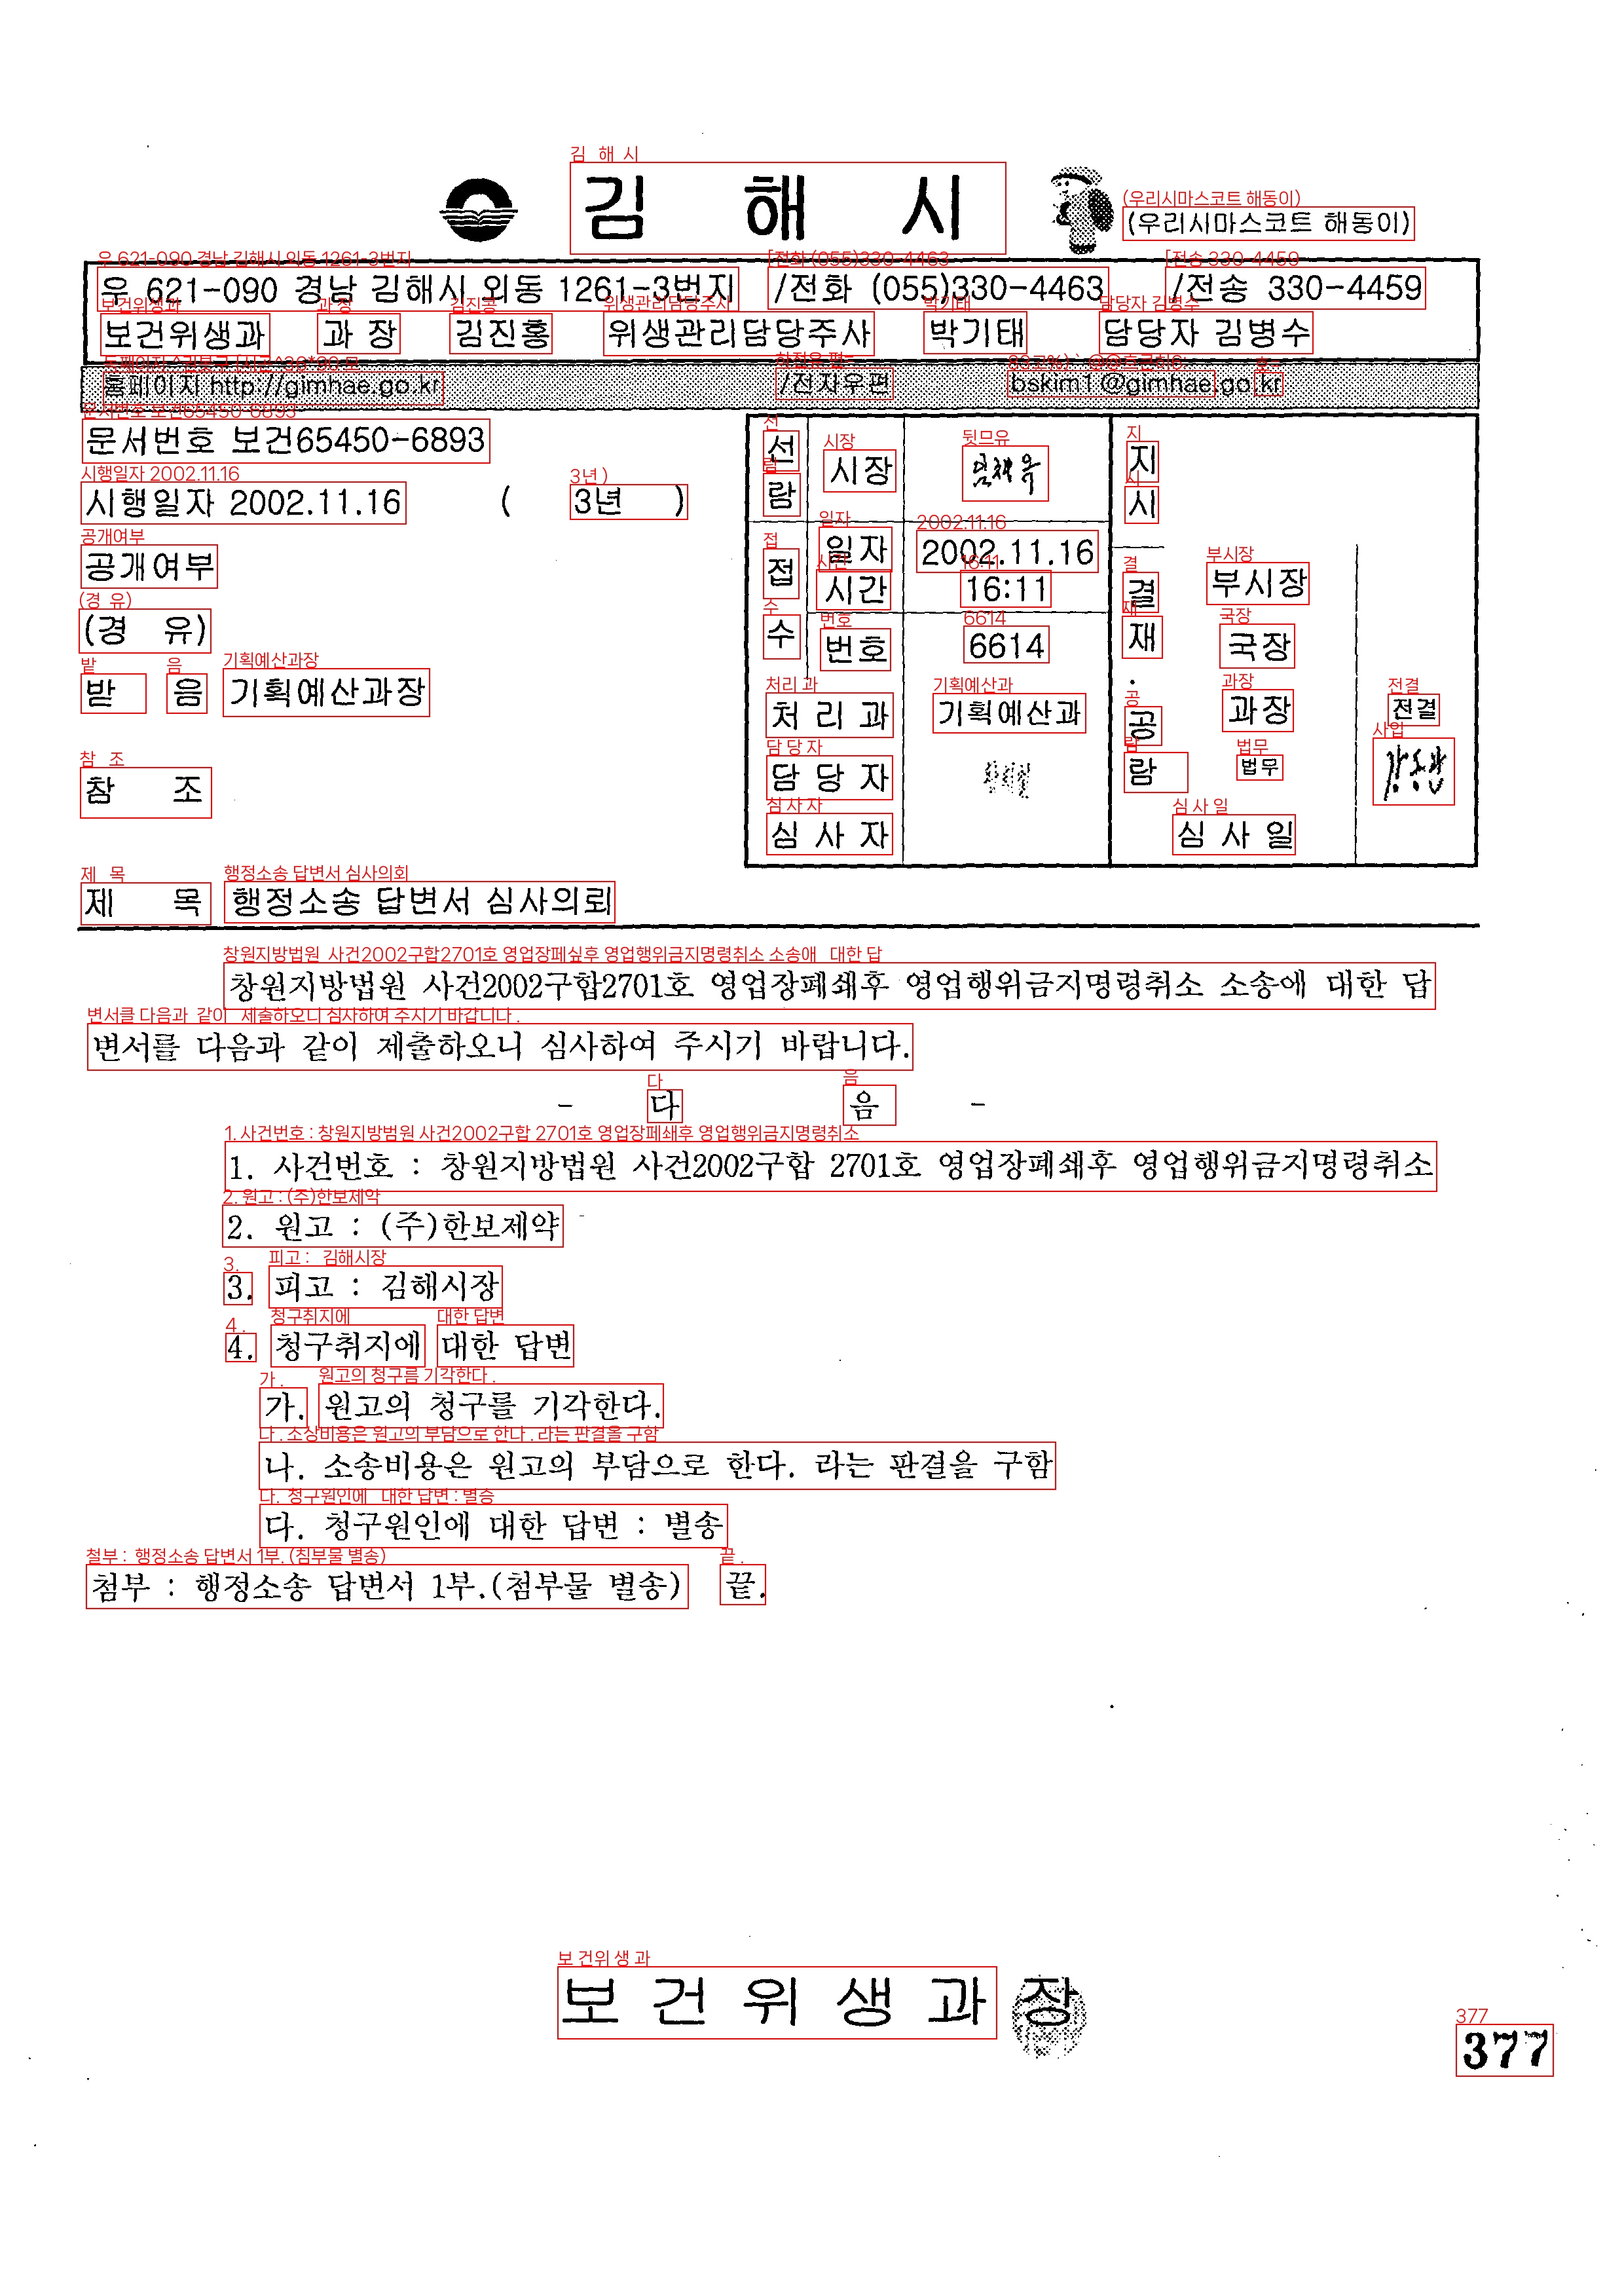 김 해 시 (우리시마스코트 해동이)
우 621-090 경남 김해시 외동 1261-3번지 /전화 (055)330-4463 /전송 330-4459
보건위생과 과 장 김진홍 위생관리담당주사 박기태 담당자 김병수
홈페이지 http://gimhae.go.kr /전자우편 bskim1@gimhae.go.kr
문서번호 보건65450-6893
시행일자 2002.11.16 ( 3년 )
공개여부
(경 유)
받 음 기획예산과장
참 조
제 목 행정소송 답변서 심사의뢰
선람 시장
접수 일자 2002.11.16
시간 16:11
번호 6614
처 리 과 기획예산과
담 당 자
심 사 자
지시
결재·공람 부시장
국장
과장 전결
법무
심 사 일
창원지방법원 사건2002구합2701호 영업장폐쇄후 영업행위금지명령취소 소송에 대한 답
변서를 다음과 같이 제출하오니 심사하여 주시기 바랍니다.
- 다 음 -
1. 사건번호 : 창원지방법원 사건2002구합 2701호 영업장폐쇄후 영업행위금지명령취소
2. 원고 : (주)한보제약
3. 피고 : 김해시장
4. 청구취지에 대한 답변
가. 원고의 청구를 기각한다.
나. 소송비용은 원고의 부담으로 한다. 라는 판결을 구함
다. 청구원인에 대한 답변 : 별송
첨부 : 행정소송 답변서 1부.(첨부물 별송) 끝.
보 건 위 생 과 장
377